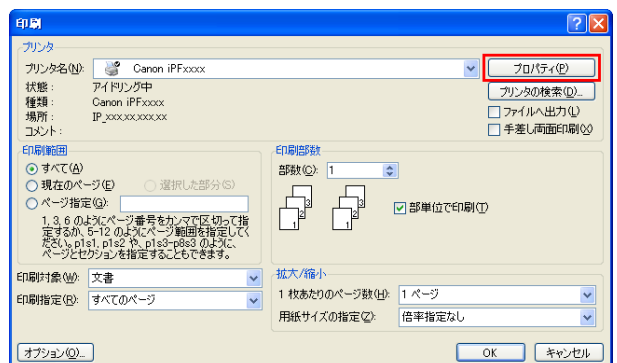 印刷
プリンタ
プリンタ名(N): Canon iPFxxxx プロパティ(P)
状態: アイドリング中 プリンタの検索(D)...
種類: Canon iPFxxxx
場所: IP_xxx,xx,xxx,xx ファイルへ出力(L)
コメント: 手差し両面印刷(X)
印刷範囲 印刷部数
すべて(A) 部数(C): 1
現在のページ(E) 選択した部分(S)
ページ指定(G):
1, 3, 6 のようにページ番号をカンマで区切って指
定するか、5-12 のようにページ範囲を指定してく
ださい。p1s1, p1s2 や、p1s3-p8s3 のように、
ページとセクションを指定することもできます。
1 2 3 1 2 3 部単位で印刷(T)
印刷対象(W): 文書
印刷指定(R): すべてのページ
拡大/縮小
1 枚あたりのページ数(H): 1 ページ
用紙サイズの指定(Z): 倍率指定なし
オプション(O)... OK キャンセル